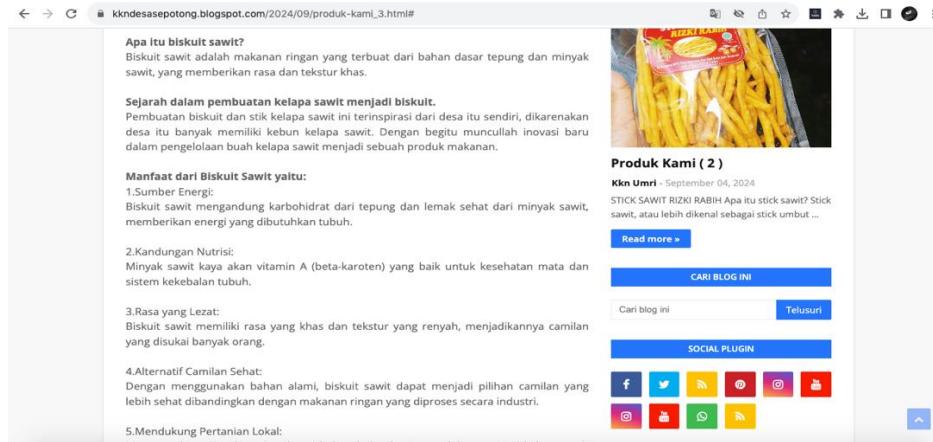 kkndesasepotong.blogspot.com/2024/09/produk-kami_3.html#
Apa itu biskuit sawit?
Biskuit sawit adalah makanan ringan yang terbuat dari bahan dasar tepung dan minyak
sawit, yang memberikan rasa dan tekstur khas.
Sejarah dalam pembuatan kelapa sawit menjadi biskuit.
Pembuatan biskuit dan stik kelapa sawit ini terinspirasi dari desa itu sendiri, dikarenakan
desa itu banyak memiliki kebun kelapa sawit. Dengan begitu muncullah inovasi baru
dalam pengelolaan buah kelapa sawit menjadi sebuah produk makanan.
Manfaat dari Biskuit Sawit yaitu:
1.Sumber Energi:
Biskuit sawit mengandung karbohidrat dari tepung dan lemak sehat dari minyak sawit,
memberikan energi yang dibutuhkan tubuh.
2.Kandungan Nutrisi:
Minyak sawit kaya akan vitamin A (beta-karoten) yang baik untuk kesehatan mata dan
sistem kekebalan tubuh.
3.Rasa yang Lezat:
Biskuit sawit memiliki rasa yang khas dan tekstur yang renyah, menjadikannya camilan
yang disukai banyak orang.
4.Alternatif Camilan Sehat:
Dengan menggunakan bahan alami, biskuit sawit dapat menjadi pilihan camilan yang
lebih sehat dibandingkan dengan makanan ringan yang diproses secara industri.
5.Mendukung Pertanian Lokal:
RIZKI RABIH
Produk Kami ( 2 )
Kkn Umri - September 04, 2024
STICK SAWIT RIZKI RABIH Apa itu stick sawit? Stick
sawit, atau lebih dikenal sebagai stick umbut ...
Read more »
CARI BLOG INI
Cari blog ini
Telusuri
SOCIAL PLUGIN